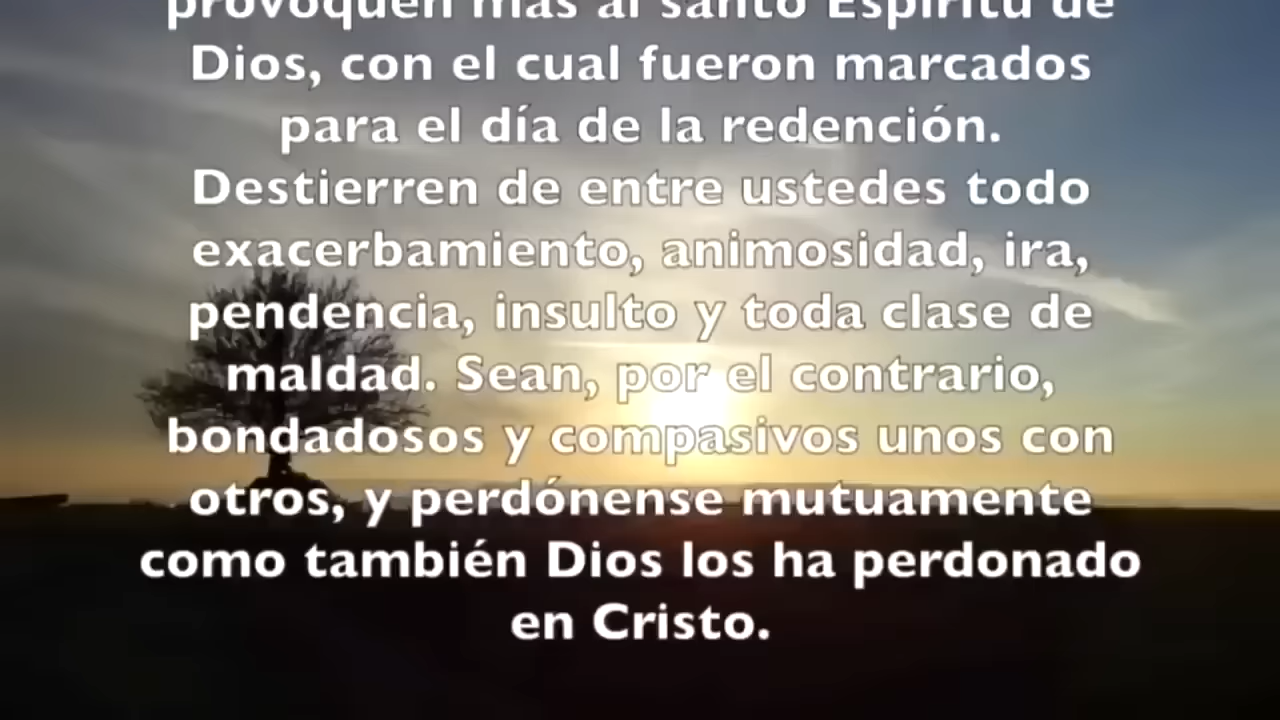 provoquen más al santo Espíritu de
Dios, con el cual fueron marcados
para el día de la redención.
Destierren de entre ustedes todo
exacerbamiento, animosidad, ira,
pendencia, insulto y toda clase de
maldad. Sean, por el contrario,
bondadosos y compasivos unos con
otros, y perdónense mutuamente
como también Dios los ha perdonado
en Cristo.